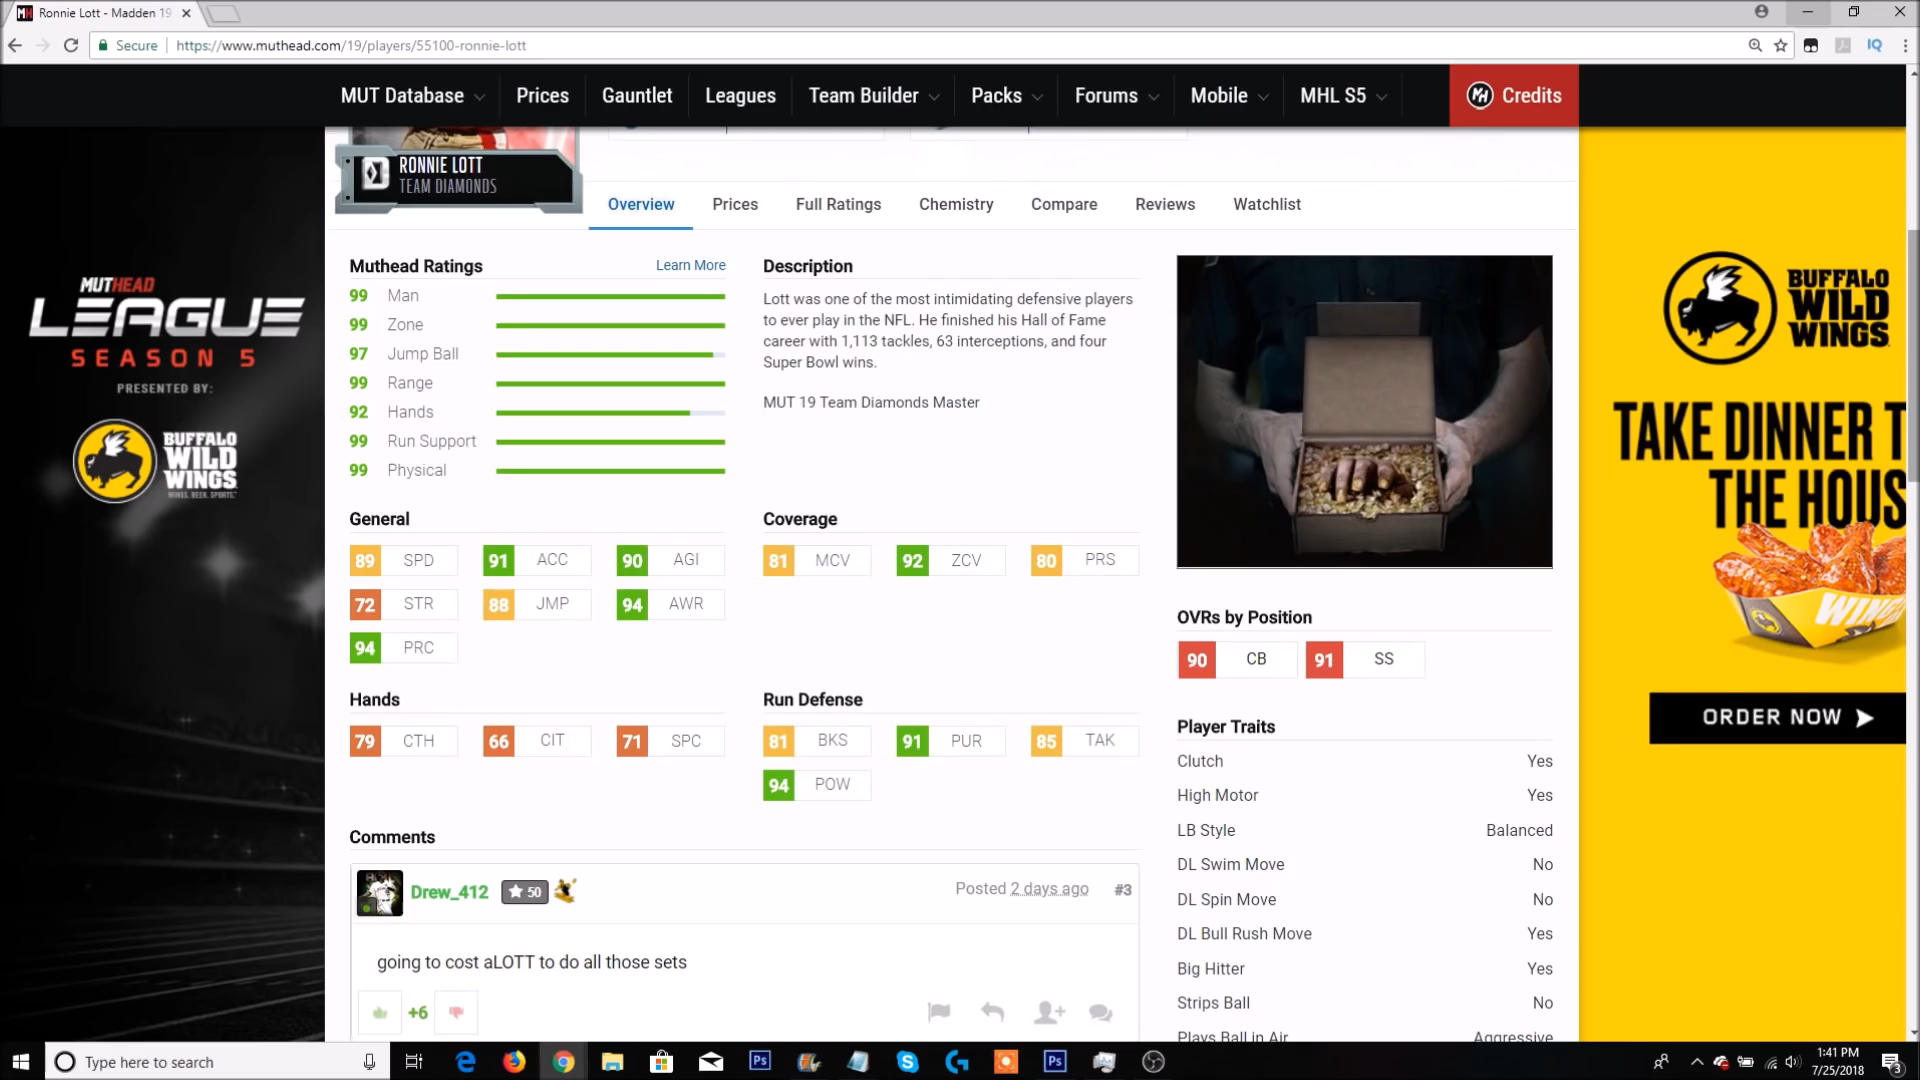 Ronnie Lott - Madden 19
Secure https://www.muthead.com/19/players/55100-ronnie-lott
MUT Database Prices Gauntlet Leagues Team Builder Packs Forums Mobile MHL S5 Credits
RONNIE LOTT
TEAM DIAMONDS
Overview Prices Full Ratings Chemistry Compare Reviews Watchlist
Muthead Ratings Learn More
99 Man
99 Zone
97 Jump Ball
99 Range
92 Hands
99 Run Support
99 Physical
Description
Lott was one of the most intimidating defensive players
to ever play in the NFL. He finished his Hall of Fame
career with 1,113 tackles, 63 interceptions, and four
Super Bowl wins.
MUT 19 Team Diamonds Master
General
89 SPD 91 ACC 90 AGI
72 STR 88 JMP 94 AWR
94 PRC
Coverage
81 MCV 92 ZCV 80 PRS
Hands
79 CTH 66 CIT 71 SPC
Run Defense
81 BKS 91 PUR 85 TAK
94 POW
OVRs by Position
90 CB 91 SS
Player Traits
Clutch Yes
High Motor Yes
LB Style Balanced
DL Swim Move No
DL Spin Move No
DL Bull Rush Move Yes
Big Hitter Yes
Strips Ball No
Plays Ball in Air Aggressive
Comments
Drew_412 50 Posted 2 days ago #3
going to cost aLOTT to do all those sets
+6
MUTHEAD
LEAGUE
SEASON 5
PRESENTED BY:
BUFFALO
WILD
WINGS
WINGS. BEER. SPORTS.
BUFFALO
WILD
WINGS
TAKE DINNER T
THE HOUS
WINGS
ORDER NOW
Type here to search
1:41 PM
7/25/2018
3